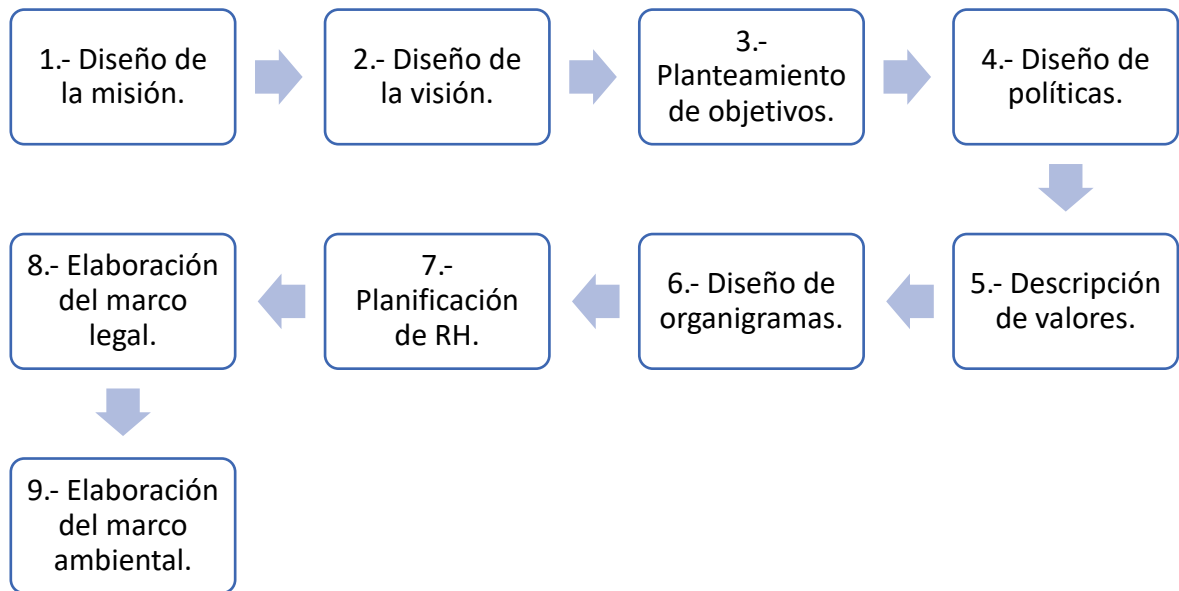 1.- Diseño de
la misión.
2.- Diseño de
la visión.
3.-
Planteamiento
de objetivos.
4.- Diseño de
políticas.
5.- Descripción
de valores.
6.- Diseño de
organigramas.
7.-
Planificación
de RH.
8.- Elaboración
del marco
legal.
9.- Elaboración
del marco
ambiental.